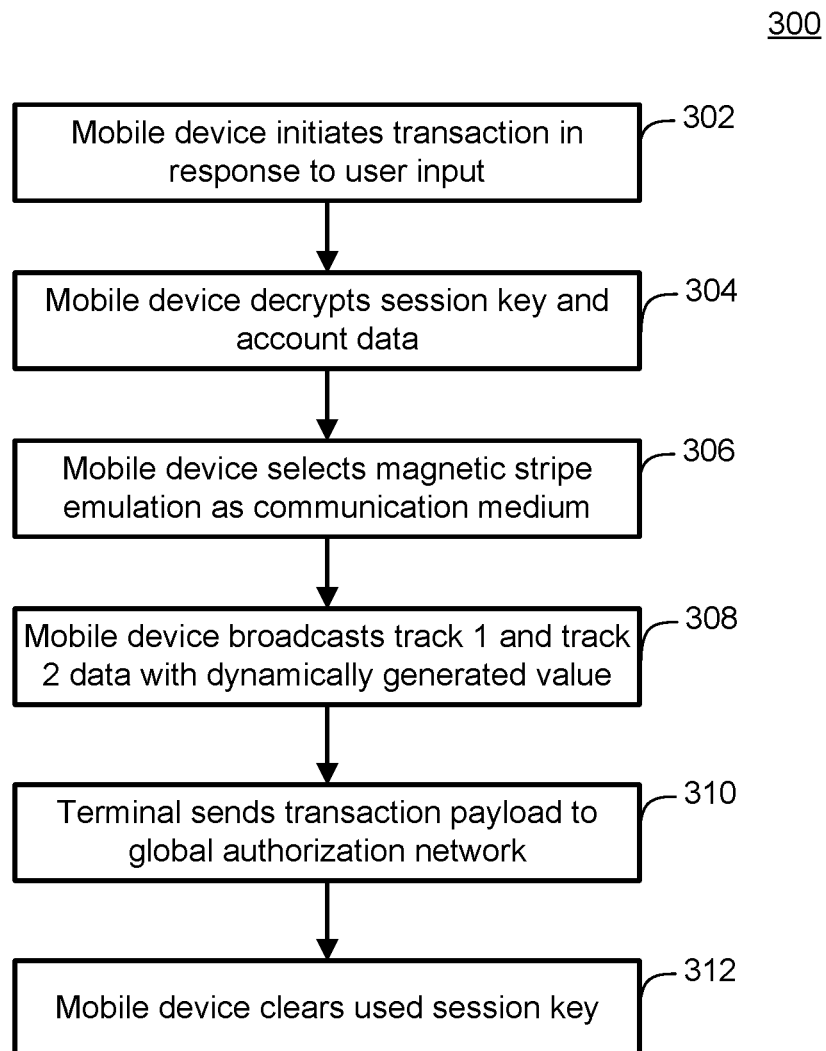 300
Mobile device initiates transaction in
response to user input
302
Mobile device decrypts session key and
account data
304
Mobile device selects magnetic stripe
emulation as communication medium
306
Mobile device broadcasts track 1 and track
2 data with dynamically generated value
308
Terminal sends transaction payload to
global authorization network
310
Mobile device clears used session key
312